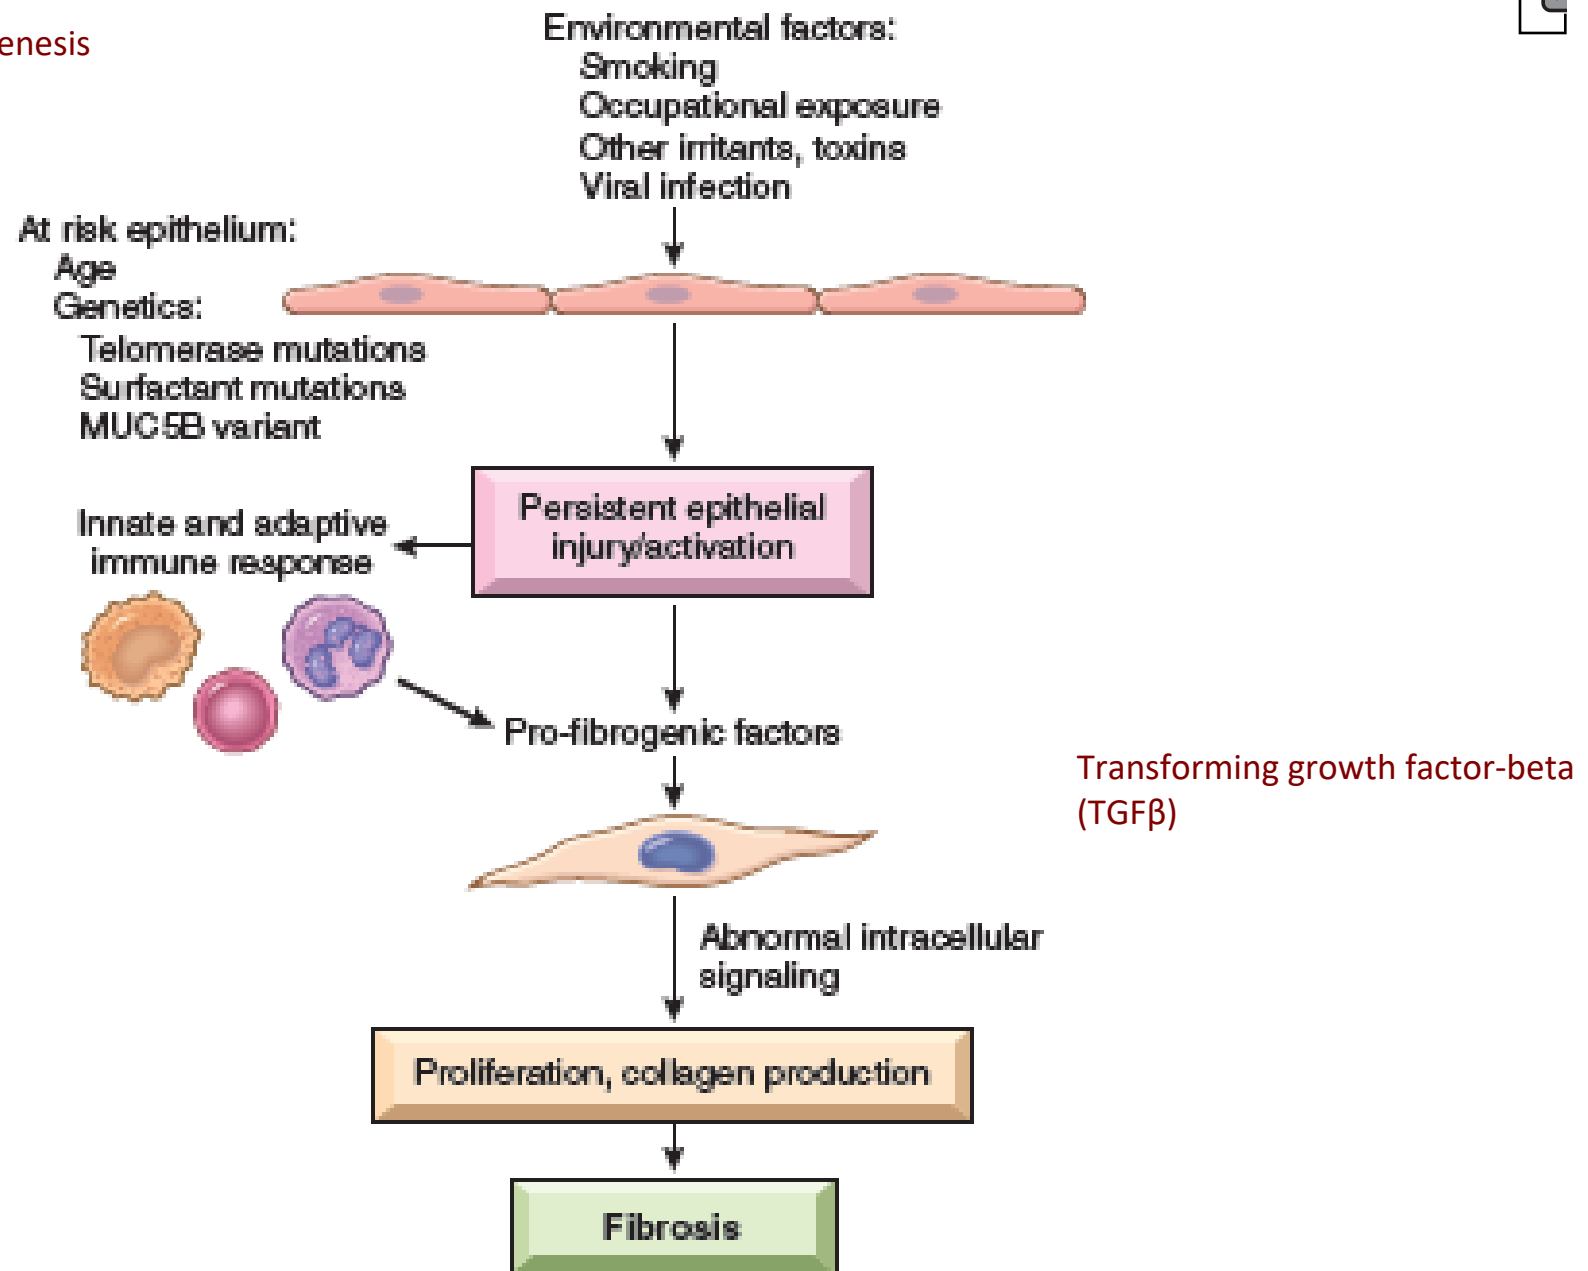 enesis
Environmental factors:
Smoking
Occupational exposure
Other irritants, toxins
Viral infection
At risk epithelium:
Age
Genetics:
Telomerase mutations
Surfactant mutations
MUC5B variant
Persistent epithelial
injury/activation
Innate and adaptive
immune response
Pro-fibrogenic factors
Transforming growth factor-beta
(TGFβ)
Abnormal intracellular
signaling
Proliferation, collagen production
Fibrosis